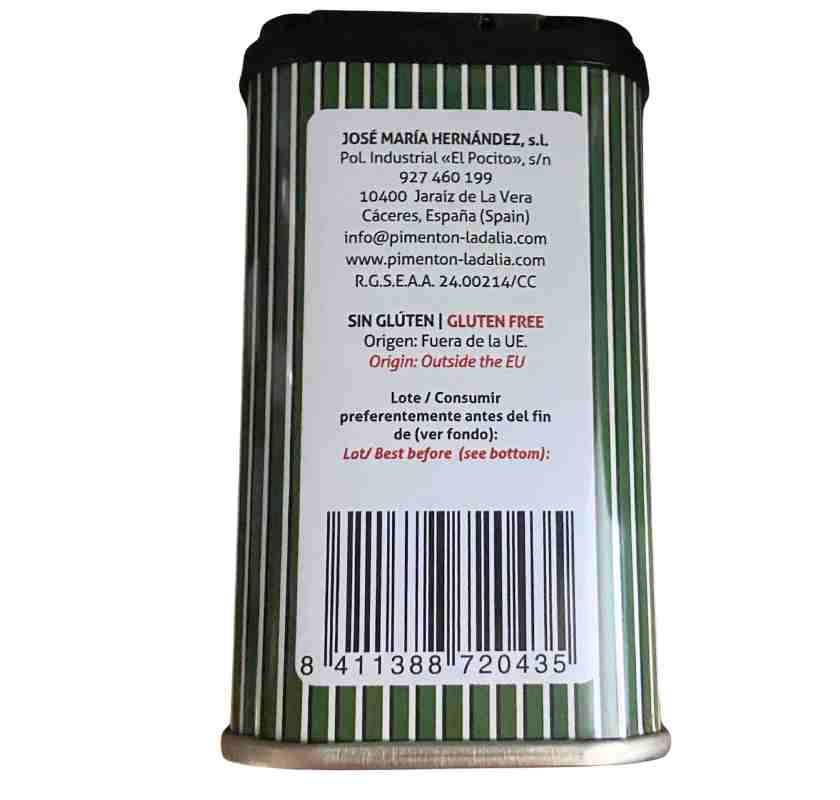 JOSÉ MARÍA HERNÁNDEZ, s.l.
Pol. Industrial «El Pocito», s/n
927 460 199
10400 Jaraíz de La Vera
Cáceres, España (Spain)
info@pimenton-ladalia.com
www.pimenton-ladalia.com
R.G.S.E.A.A. 24.00214/CC
SIN GLÚTEN | GLUTEN FREE
Origen: Fuera de la UE.
Origin: Outside the EU
Lote / Consumir
preferentemente antes del fin
de (ver fondo):
Lot/ Best before (see bottom):
8 411388 720435